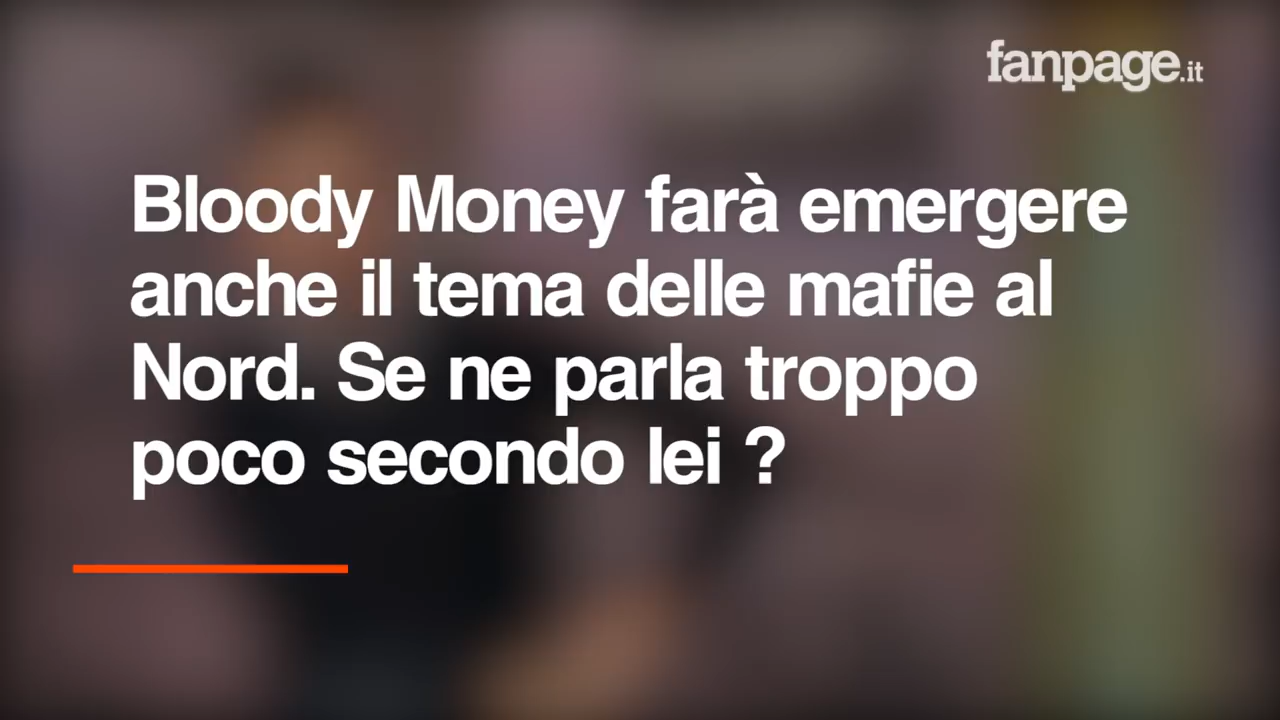 fanpage.it
Bloody Money farà emergere
anche il tema delle mafie al
Nord. Se ne parla troppo
poco secondo lei ?